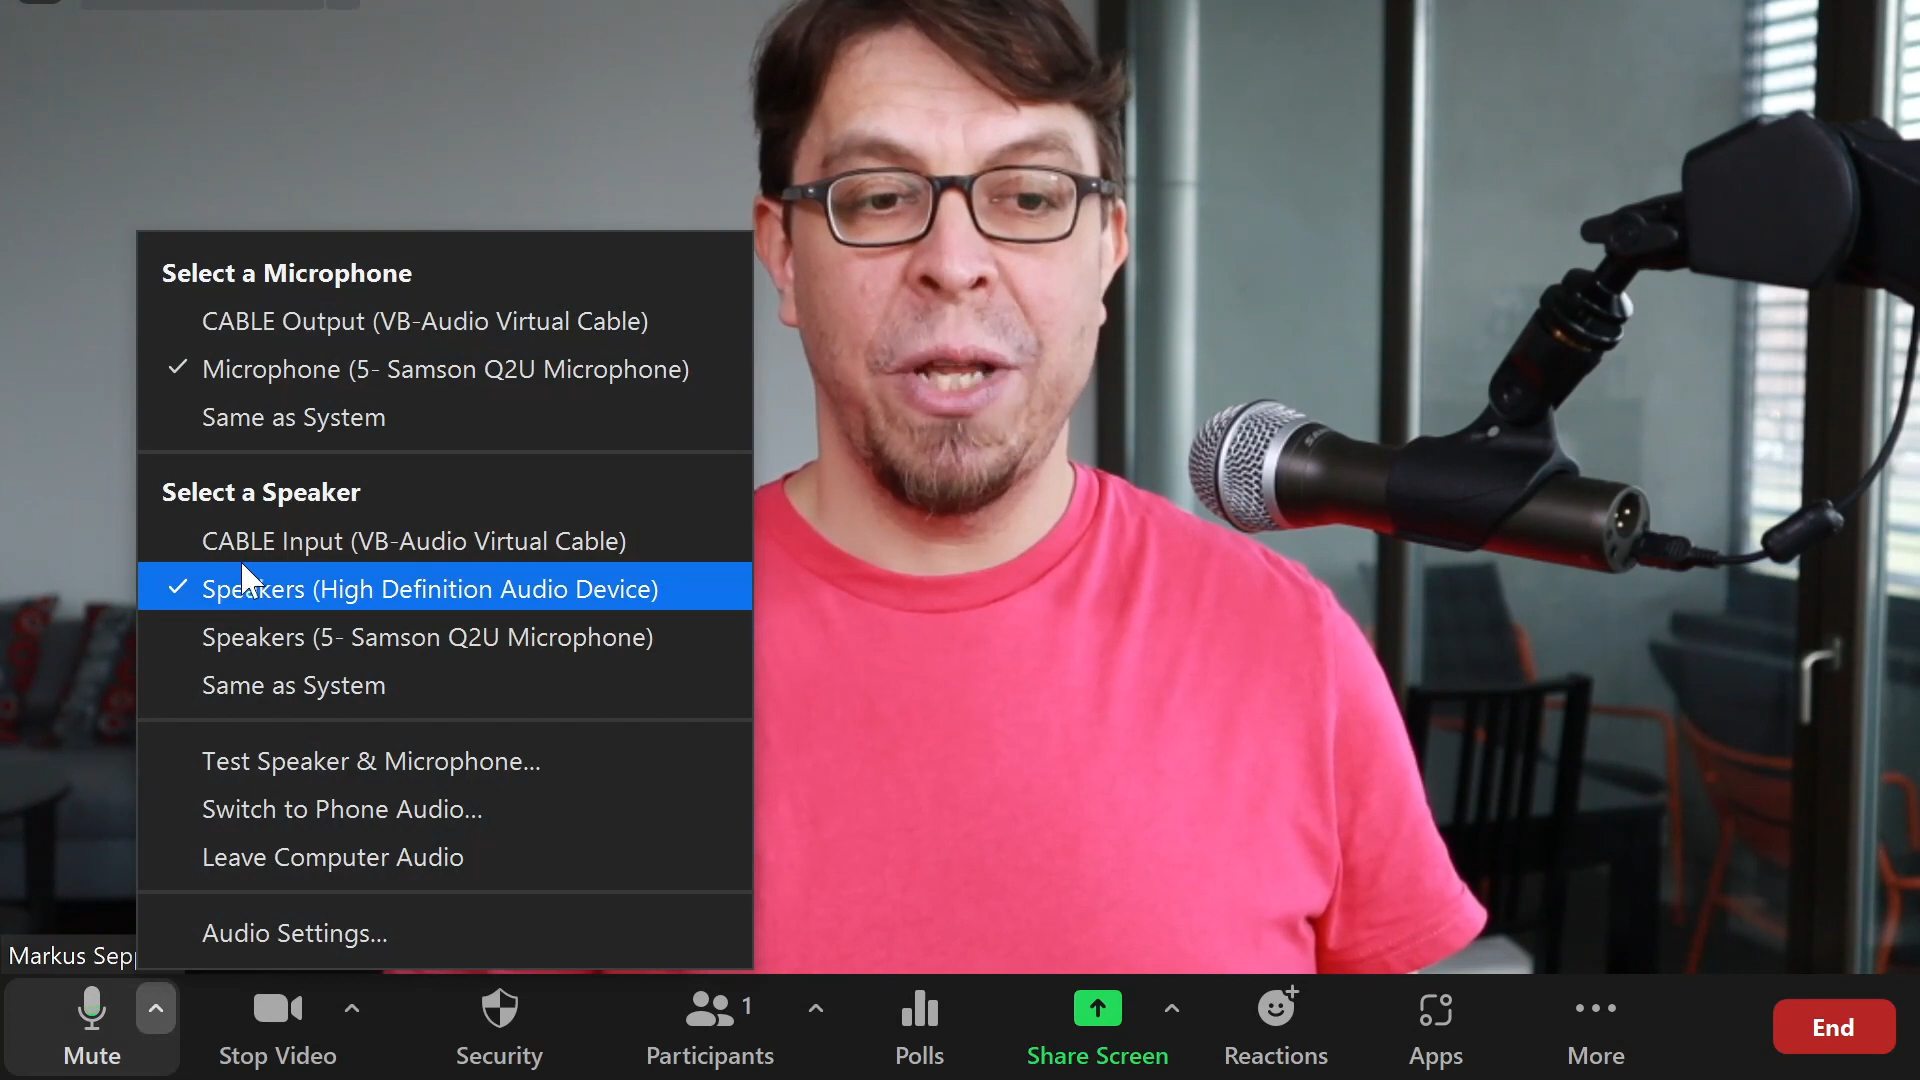 Select a Microphone
CABLE Output (VB-Audio Virtual Cable)
Microphone (5- Samson Q2U Microphone)
Same as System
Select a Speaker
CABLE Input (VB-Audio Virtual Cable)
Speakers (High Definition Audio Device)
Speakers (5- Samson Q2U Microphone)
Same as System
Test Speaker & Microphone...
Switch to Phone Audio...
Leave Computer Audio
Audio Settings...
Markus Sepp
1
Mute
Stop Video
Security
Participants
Polls
Share Screen
Reactions
Apps
More
End